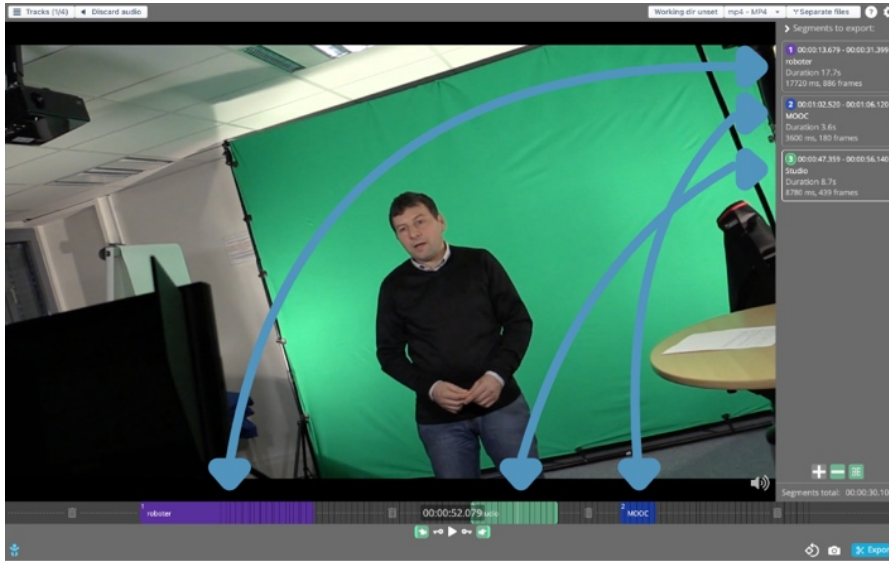 Tracks (1/4) Discard audio Working dir unset mp4 - MP4 Separate files ?
Segments to export:
1 00:00:13.679 - 00:00:31.399
roboter
Duration 17.7s
17720 ms, 886 frames
2 00:01:02.520 - 00:01:06.120
MOOC
Duration 3.6s
3600 ms, 180 frames
3 00:00:47.359 - 00:00:56.140
Studio
Duration 8.7s
8780 ms, 439 frames
Segments total: 00:00:30.10
1 roboter 00:00:52.079 2 MOOC
Export